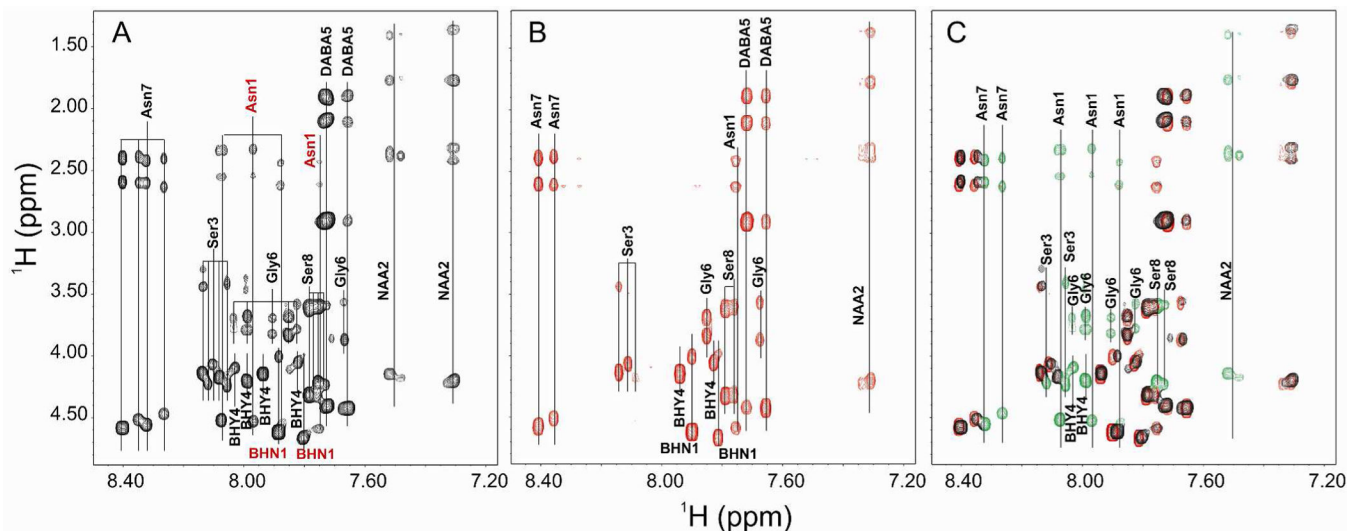 A
B
C
1.50
2.00
2.50
3.00
3.50
4.00
4.50
¹H (ppm)
Asn7
Asn1
Asn1
DABA5
DABA5
Ser3
Gly6
Ser8
Gly6
NAA2
NAA2
BHY4
BHY4
BHY4
BHY4
BHN1
BHN1
8.40
8.00
7.60
7.20
Asn7
Asn7
Asn1
DABA5
DABA5
Ser3
Gly6
Ser8
Gly6
NAA2
BHY4
BHY4
BHN1
BHN1
8.40
8.00
7.60
7.20
Asn7
Asn7
Asn1
Asn1
Asn1
Ser3
Ser3
Gly6
Gly6
Gly6
Gly6
Ser8
Ser8
NAA2
BHY4
BHY4
8.40
8.00
7.60
7.20
¹H (ppm)